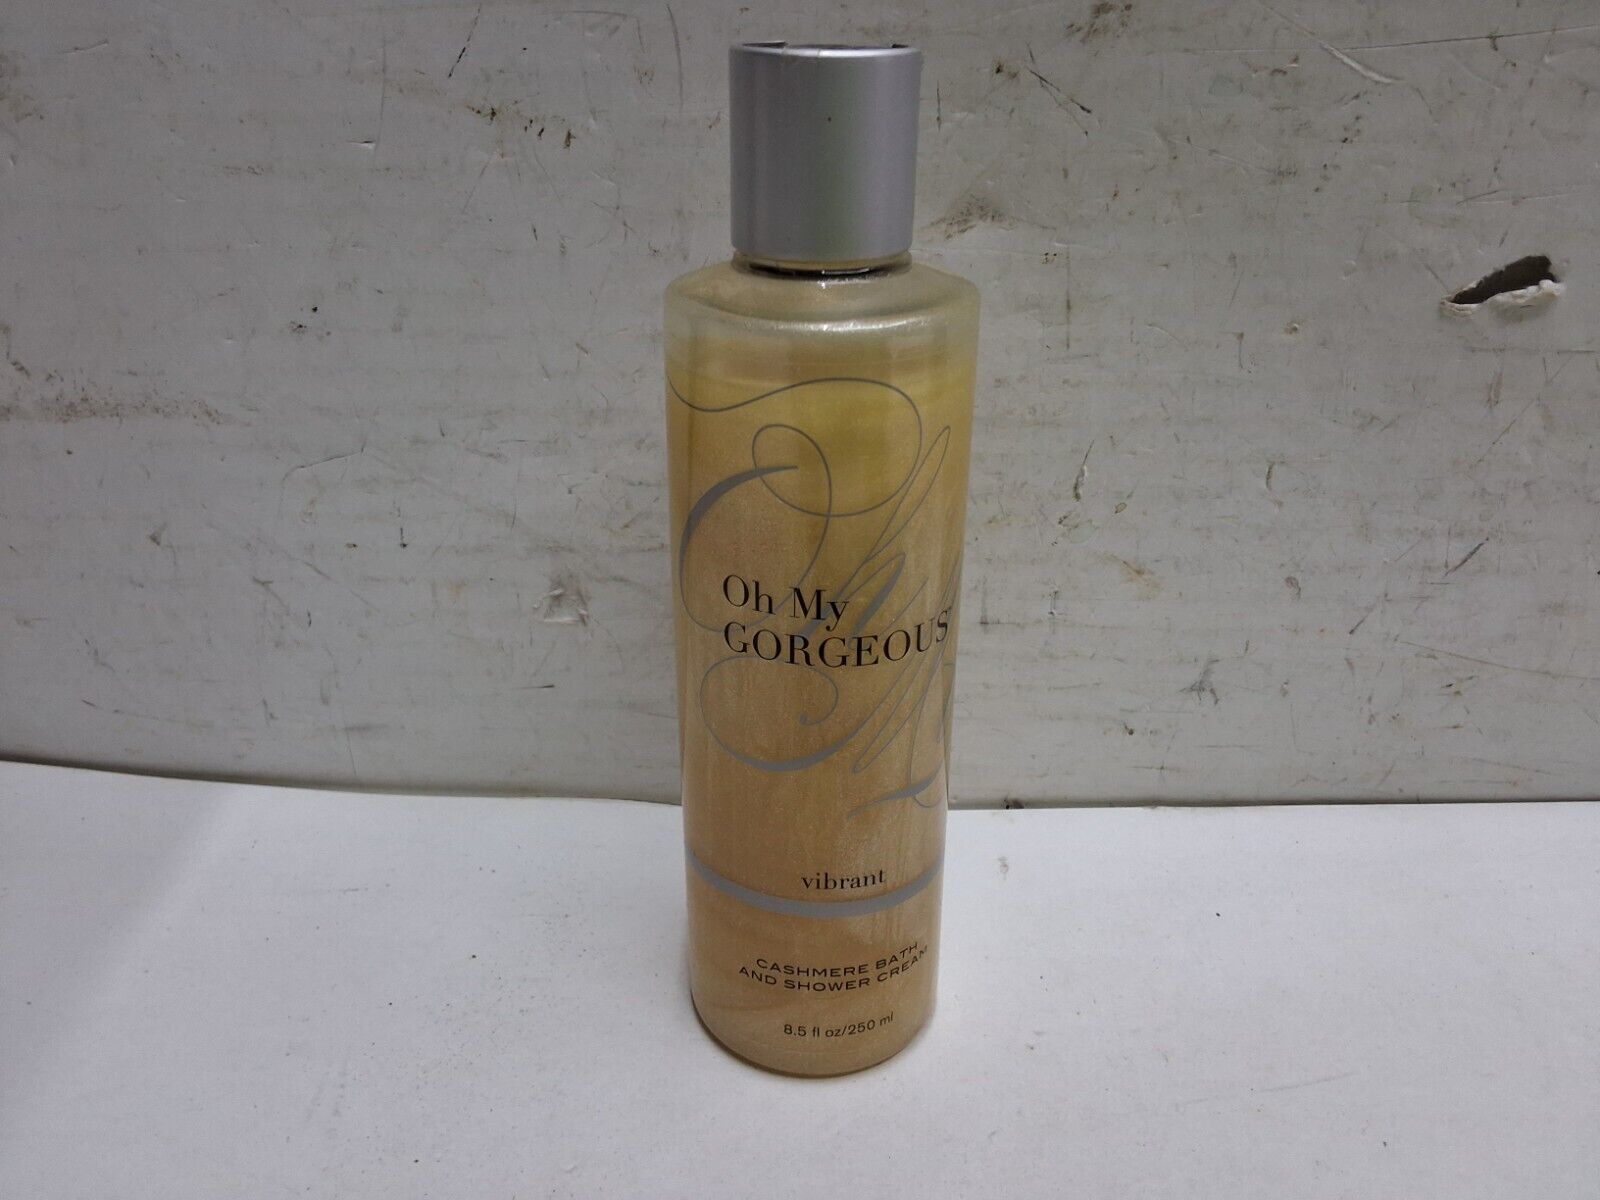 Oh My
GORGEOUS
vibrant
CASHMERE BATH
AND SHOWER CREAM
8.5 fl oz/250 ml